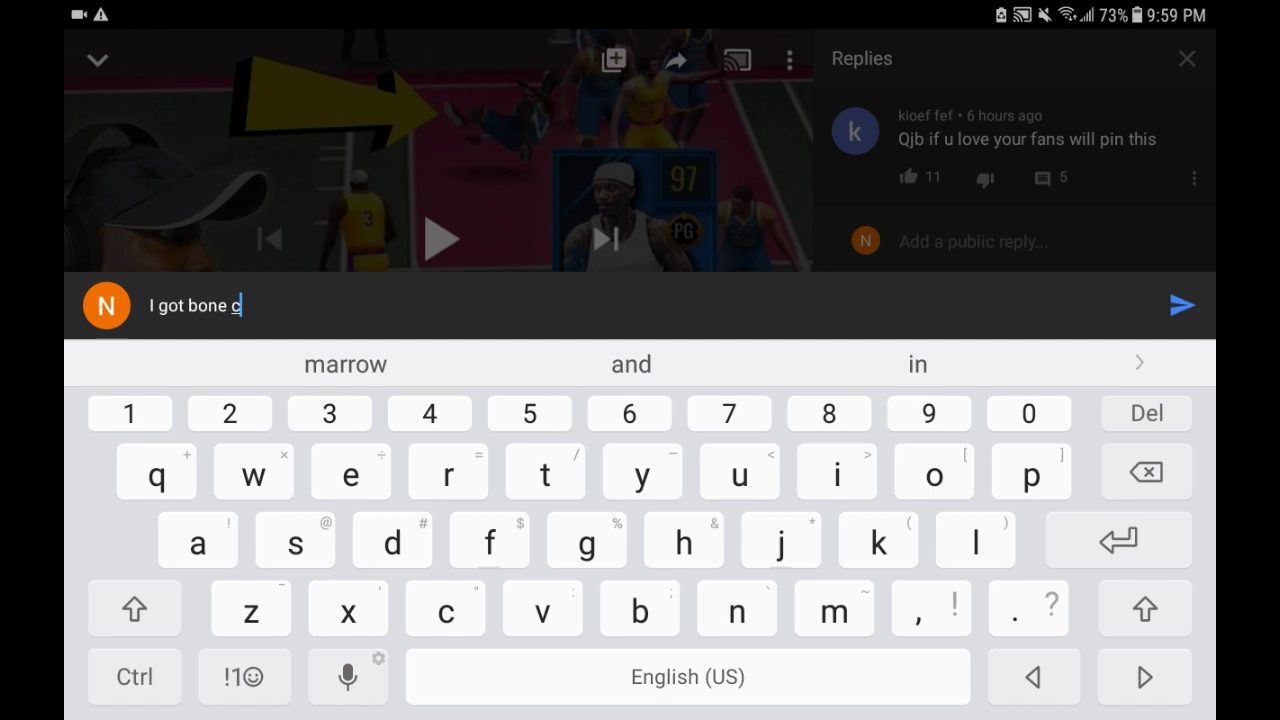 73% 9:59 PM
Replies
kioef fef • 6 hours ago
k
Qjb if u love your fans will pin this
11 5
N Add a public reply...
97
PG
3
N I got bone c
marrow and in
1 2 3 4 5 6 7 8 9 0 Del
q + w × e ÷ r = t / y _ u < i > o [ p ]
a ! s @ d # f $ g % h & j * k ( l )
z - x ' c " v : b ; n ` m ~ , ! . ?
Ctrl !1☺ English (US)